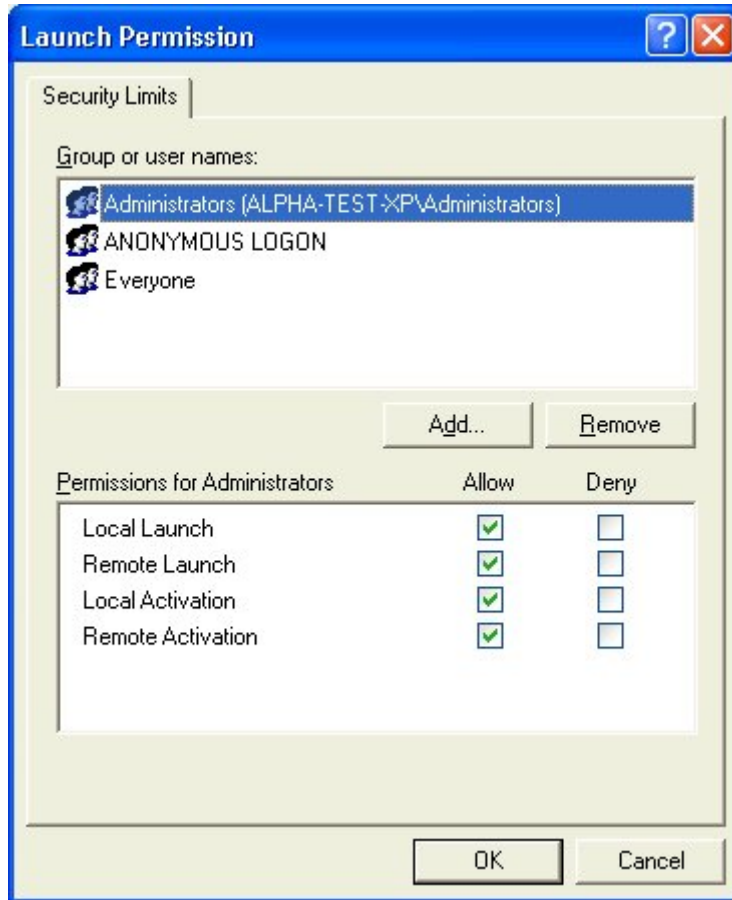 Launch Permission
Security Limits
Group or user names:
Administrators (ALPHA-TEST-XP\Administrators)
ANONYMOUS LOGON
Everyone
Add... Remove
Permissions for Administrators Allow Deny
Local Launch
Remote Launch
Local Activation
Remote Activation
OK Cancel